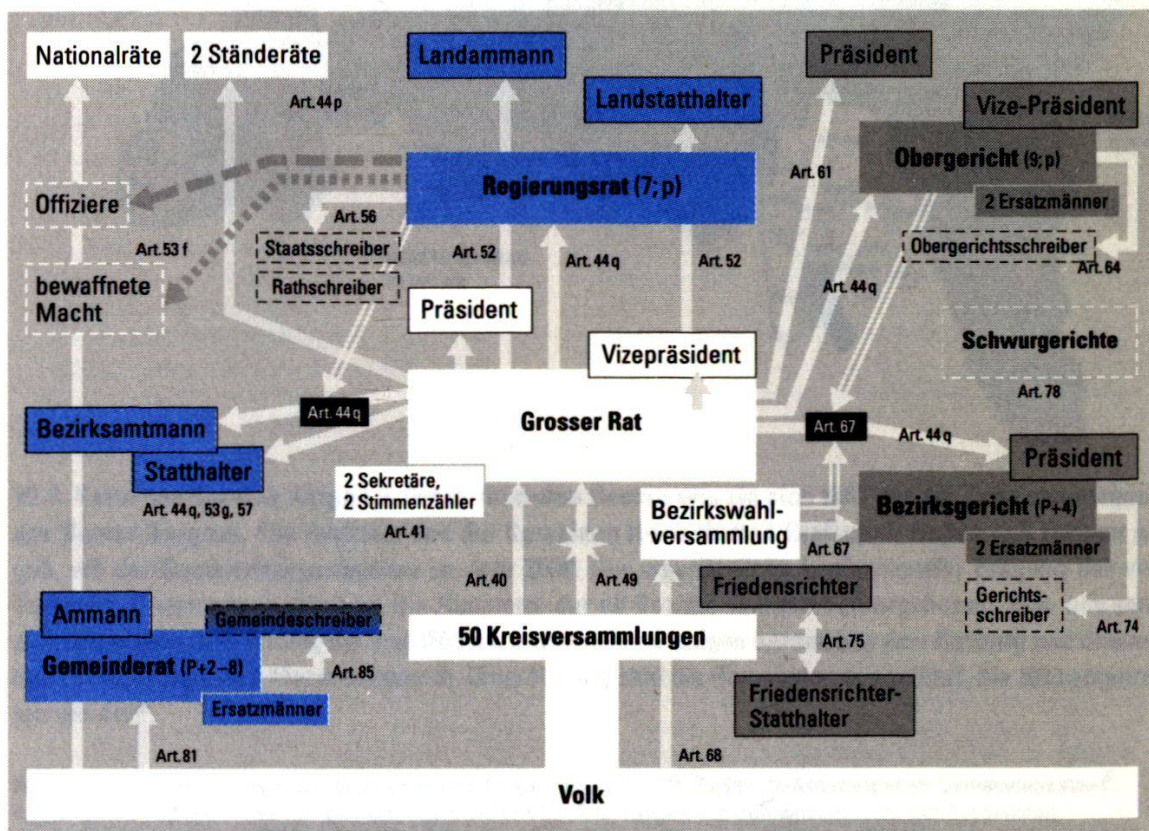 Nationalräte
2 Ständeräte
Landammann
Präsident
Landstatthalter
Vize-Präsident
Art. 44 p
Obergericht (9; p)
Regierungsrat (7; p)
Art. 61
Offiziere
2 Ersatzmänner
Art. 56
Art. 53 f
Staatsschreiber
Art. 52
Art. 44 q
Art. 52
Obergerichtsschreiber
Art. 64
bewaffnete
Macht
Rathschreiber
Art. 44 q
Präsident
Vizepräsident
Schwurgerichte
Art. 78
Art. 44 q
Grosser Rat
Art. 67
Art. 44 q
Bezirksamtmann
Statthalter
Präsident
2 Sekretäre,
2 Stimmenzähler
Art. 44 q, 53 g, 57
Art. 41
Bezirkswahl-
versammlung
Bezirksgericht (P+4)
Art. 67
2 Ersatzmänner
Art. 40
Art. 49
Friedensrichter
Gerichts-
schreiber
Art. 74
Ammann
Gemeindeschreiber
50 Kreisversammlungen
Art. 75
Gemeinderat (P+2–8)
Art. 85
Ersatzmänner
Friedensrichter-
Statthalter
Art. 81
Art. 68
Volk